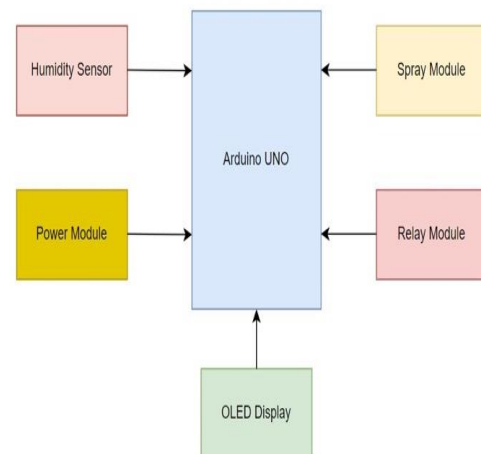 Humidity Sensor
Spray Module
Arduino UNO
Power Module
Relay Module
OLED Display